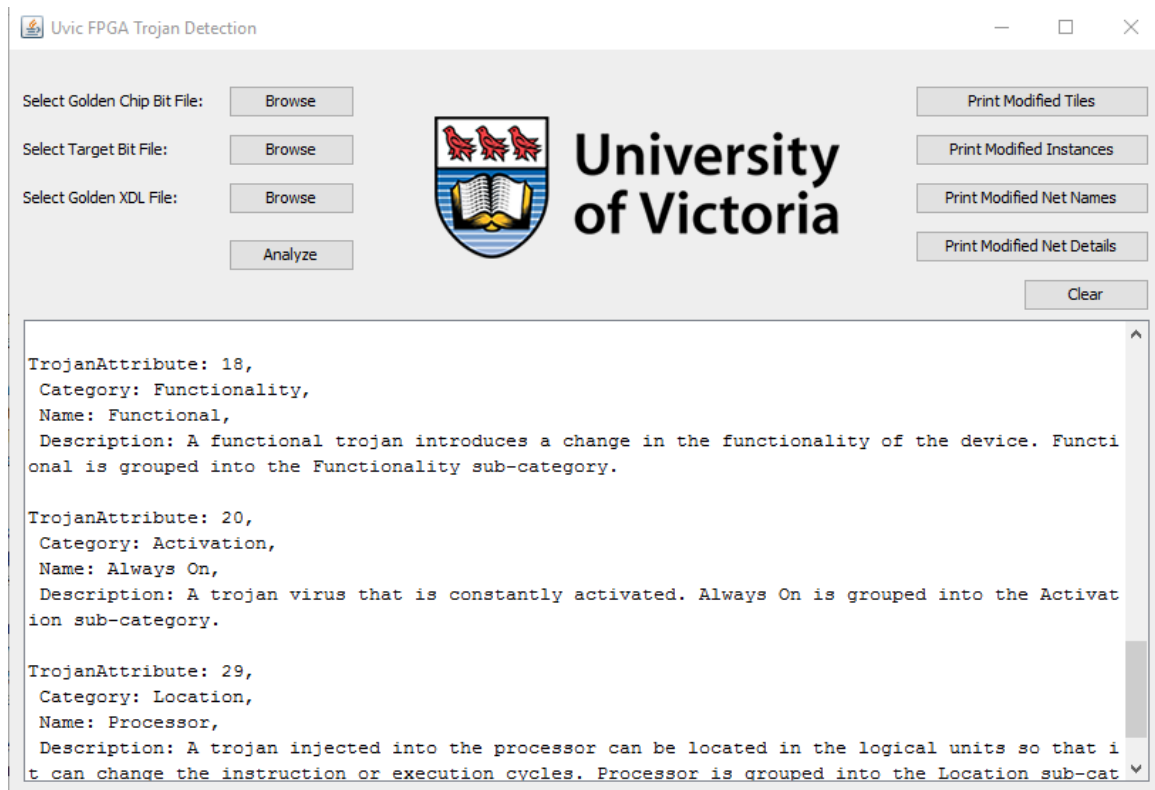 Uvic FPGA Trojan Detection
Select Golden Chip Bit File:
Browse
Print Modified Tiles
Select Target Bit File:
Browse
Print Modified Instances
Select Golden XDL File:
Browse
Print Modified Net Names
University
of Victoria
Analyze
Print Modified Net Details
Clear
TrojanAttribute: 18,
Category: Functionality,
Name: Functional,
Description: A functional trojan introduces a change in the functionality of the device. Functi
onal is grouped into the Functionality sub-category.
TrojanAttribute: 20,
Category: Activation,
Name: Always On,
Description: A trojan virus that is constantly activated. Always On is grouped into the Activat
ion sub-category.
TrojanAttribute: 29,
Category: Location,
Name: Processor,
Description: A trojan injected into the processor can be located in the logical units so that i
t can change the instruction or execution cycles. Processor is grouped into the Location sub-cat